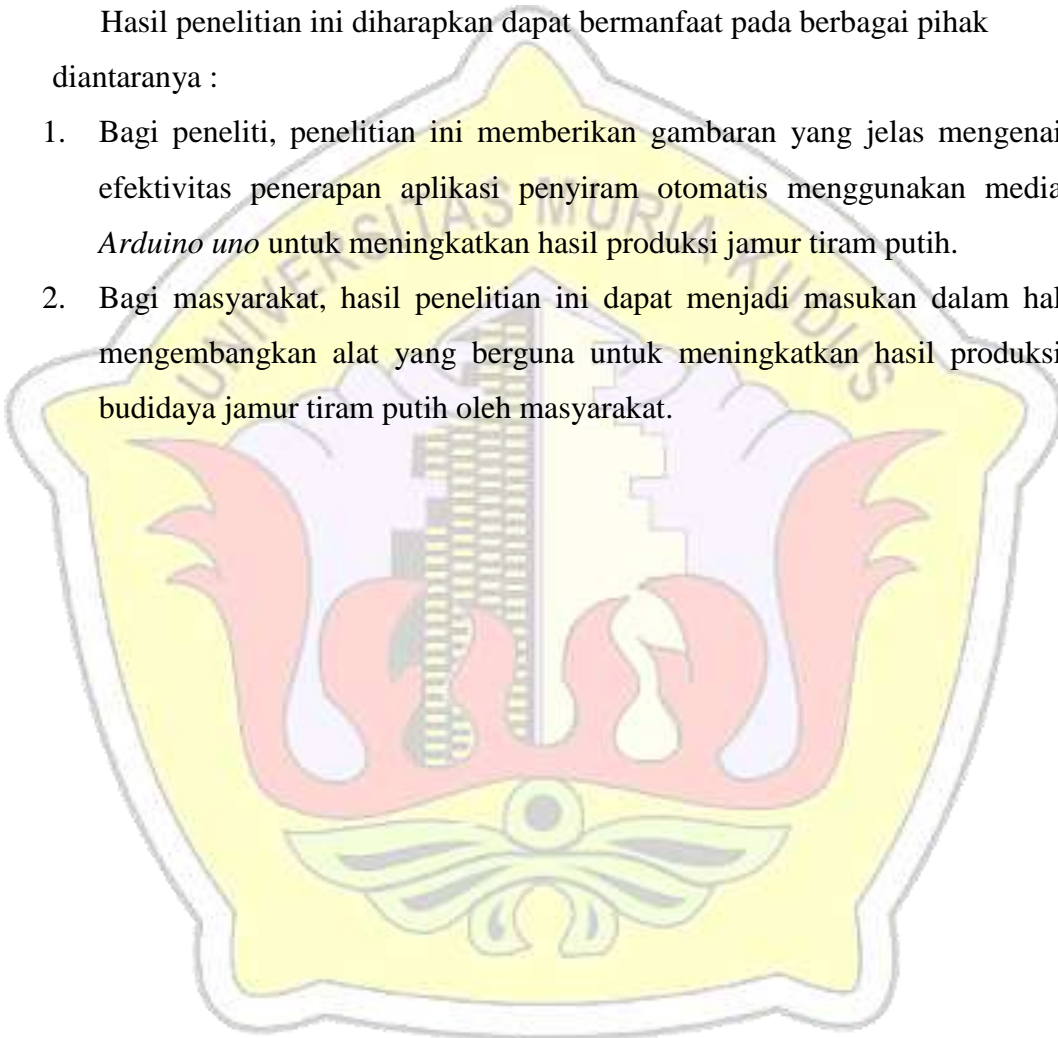 Hasil penelitian ini diharapkan dapat bermanfaat pada berbagai pihak
diantaranya :
1. Bagi peneliti, penelitian ini memberikan gambaran yang jelas mengenai
efektivitas penerapan aplikasi penyiram otomatis menggunakan media
Arduino uno untuk meningkatkan hasil produksi jamur tiram putih.
2. Bagi masyarakat, hasil penelitian ini dapat menjadi masukan dalam hal
mengembangkan alat yang berguna untuk meningkatkan hasil produksi
budidaya jamur tiram putih oleh masyarakat.
UNIVERSITAS MURIA KUDUS